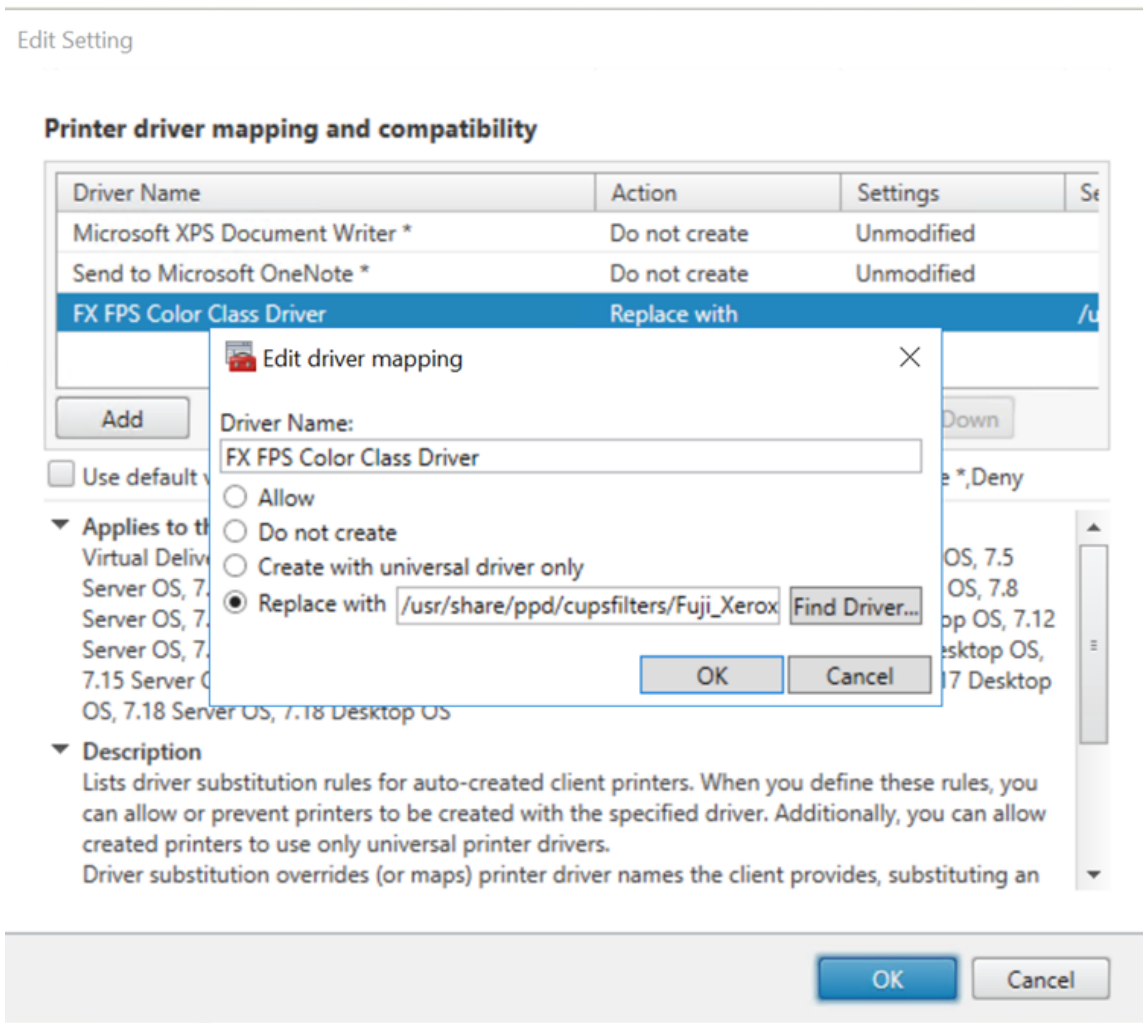 Edit Setting
Printer driver mapping and compatibility
Driver Name Action Settings
Microsoft XPS Document Writer * Do not create Unmodified
Send to Microsoft OneNote * Do not create Unmodified
FX FPS Color Class Driver Replace with /u
Edit driver mapping
Add Down
Driver Name:
FX FPS Color Class Driver
Use default e *,Deny
Allow
Applies to th
Do not create
Virtual Delive OS, 7.5
Create with universal driver only
Server OS, 7. OS, 7.8
Replace with /usr/share/ppd/cupsfilters/Fuji_Xerox Find Driver...
Server OS, 7. op OS, 7.12
Server OS, 7. esktop OS,
OK Cancel
7.15 Server 17 Desktop
OS, 7.18 Server OS, 7.18 Desktop OS
Description
Lists driver substitution rules for auto-created client printers. When you define these rules, you
can allow or prevent printers to be created with the specified driver. Additionally, you can allow
created printers to use only universal printer drivers.
Driver substitution overrides (or maps) printer driver names the client provides, substituting an
OK Cancel